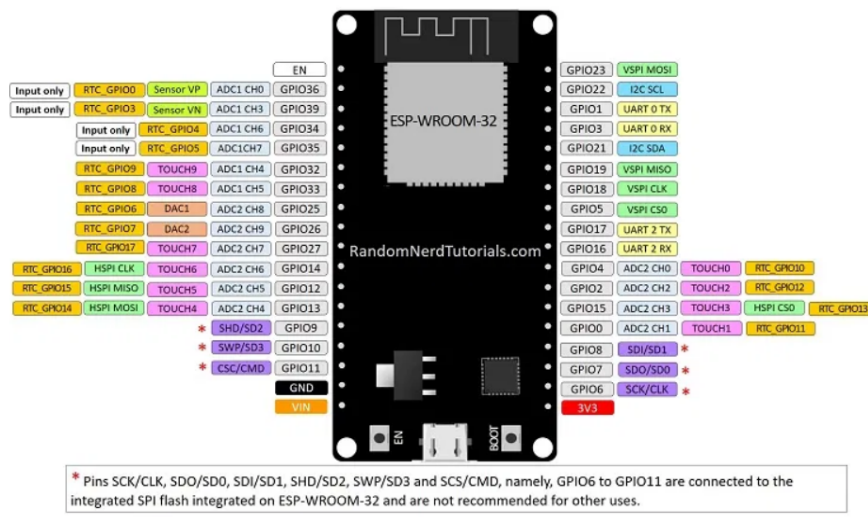 EN
Input only RTC_GPIO0 Sensor VP ADC1 CH0 GPIO36
Input only RTC_GPIO3 Sensor VN ADC1 CH3 GPIO39
Input only RTC_GPIO4 ADC1 CH6 GPIO34
Input only RTC_GPIO5 ADC1CH7 GPIO35
RTC_GPIO9 TOUCH9 ADC1 CH4 GPIO32
RTC_GPIO8 TOUCH8 ADC1 CH5 GPIO33
RTC_GPIO6 DAC1 ADC2 CH8 GPIO25
RTC_GPIO7 DAC2 ADC2 CH9 GPIO26
RTC_GPIO17 TOUCH7 ADC2 CH7 GPIO27
RTC_GPIO16 HSPI CLK TOUCH6 ADC2 CH6 GPIO14
RTC_GPIO15 HSPI MISO TOUCH5 ADC2 CH5 GPIO12
RTC_GPIO14 HSPI MOSI TOUCH4 ADC2 CH4 GPIO13
* SHD/SD2 GPIO9
* SWP/SD3 GPIO10
* CSC/CMD GPIO11
GND
VIN
ESP-WROOM-32
RandomNerdTutorials.com
EN
BOOT
GPIO23 VSPI MOSI
GPIO22 I2C SCL
GPIO1 UART 0 TX
GPIO3 UART 0 RX
GPIO21 I2C SDA
GPIO19 VSPI MISO
GPIO18 VSPI CLK
GPIO5 VSPI CS0
GPIO17 UART 2 TX
GPIO16 UART 2 RX
GPIO4 ADC2 CH0 TOUCH0 RTC_GPIO10
GPIO2 ADC2 CH2 TOUCH2 RTC_GPIO12
GPIO15 ADC2 CH3 TOUCH3 HSPI CS0 RTC_GPIO13
GPIO0 ADC2 CH1 TOUCH1 RTC_GPIO11
GPIO8 SDI/SD1 *
GPIO7 SDO/SD0 *
GPIO6 SCK/CLK *
3V3
* Pins SCK/CLK, SDO/SD0, SDI/SD1, SHD/SD2, SWP/SD3 and SCS/CMD, namely, GPIO6 to GPIO11 are connected to the
integrated SPI flash integrated on ESP-WROOM-32 and are not recommended for other uses.